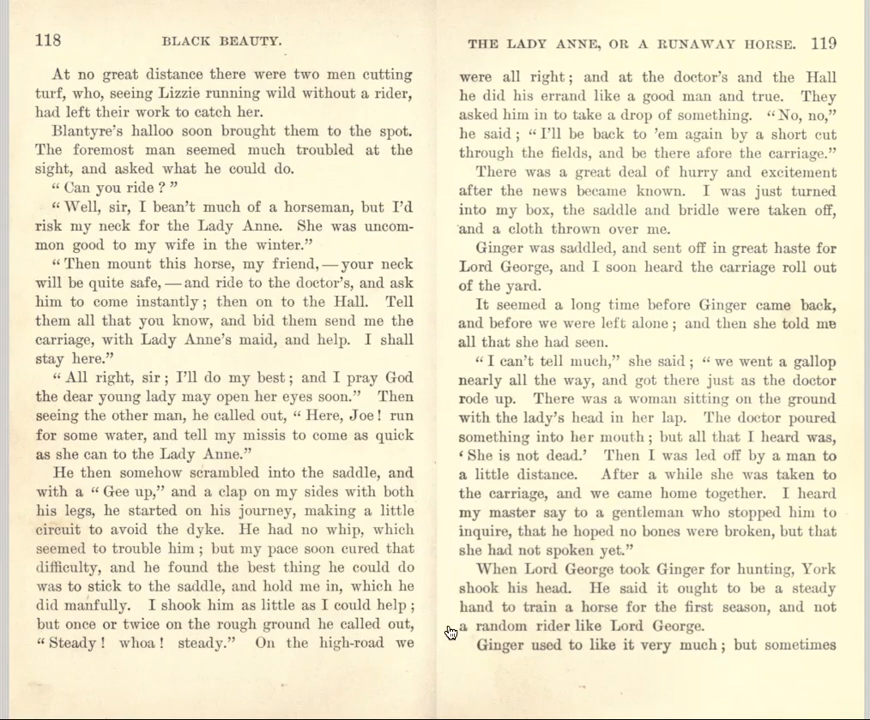 118 BLACK BEAUTY.
At no great distance there were two men cutting
turf, who, seeing Lizzie running wild without a rider,
had left their work to catch her.
Blantyre's halloo soon brought them to the spot.
The foremost man seemed much troubled at the
sight, and asked what he could do.
“ Can you ride ? ”
“ Well, sir, I bean't much of a horseman, but I'd
risk my neck for the Lady Anne. She was uncom-
mon good to my wife in the winter.”
“ Then mount this horse, my friend, — your neck
will be quite safe, — and ride to the doctor's, and ask
him to come instantly ; then on to the Hall. Tell
them all that you know, and bid them send me the
carriage, with Lady Anne's maid, and help. I shall
stay here.”
“ All right, sir ; I'll do my best ; and I pray God
the dear young lady may open her eyes soon.” Then
seeing the other man, he called out, “ Here, Joe ! run
for some water, and tell my missis to come as quick
as she can to the Lady Anne.”
He then somehow scrambled into the saddle, and
with a “ Gee up,” and a clap on my sides with both
his legs, he started on his journey, making a little
circuit to avoid the dyke. He had no whip, which
seemed to trouble him ; but my pace soon cured that
difficulty, and he found the best thing he could do
was to stick to the saddle, and hold me in, which he
did manfully. I shook him as little as I could help ;
but once or twice on the rough ground he called out,
“ Steady ! whoa ! steady.” On the high-road we
THE LADY ANNE, OR A RUNAWAY HORSE. 119
were all right ; and at the doctor's and the Hall
he did his errand like a good man and true. They
asked him in to take a drop of something. “ No, no,”
he said ; “ I'll be back to 'em again by a short cut
through the fields, and be there afore the carriage.”
There was a great deal of hurry and excitement
after the news became known. I was just turned
into my box, the saddle and bridle were taken off,
and a cloth thrown over me.
Ginger was saddled, and sent off in great haste for
Lord George, and I soon heard the carriage roll out
of the yard.
It seemed a long time before Ginger came back,
and before we were left alone ; and then she told me
all that she had seen.
“ I can't tell much,” she said ; “ we went a gallop
nearly all the way, and got there just as the doctor
rode up. There was a woman sitting on the ground
with the lady's head in her lap. The doctor poured
something into her mouth ; but all that I heard was,
‘ She is not dead.’ Then I was led off by a man to
a little distance. After a while she was taken to
the carriage, and we came home together. I heard
my master say to a gentleman who stopped him to
inquire, that he hoped no bones were broken, but that
she had not spoken yet.”
When Lord George took Ginger for hunting, York
shook his head. He said it ought to be a steady
hand to train a horse for the first season, and not
a random rider like Lord George.
Ginger used to like it very much ; but sometimes